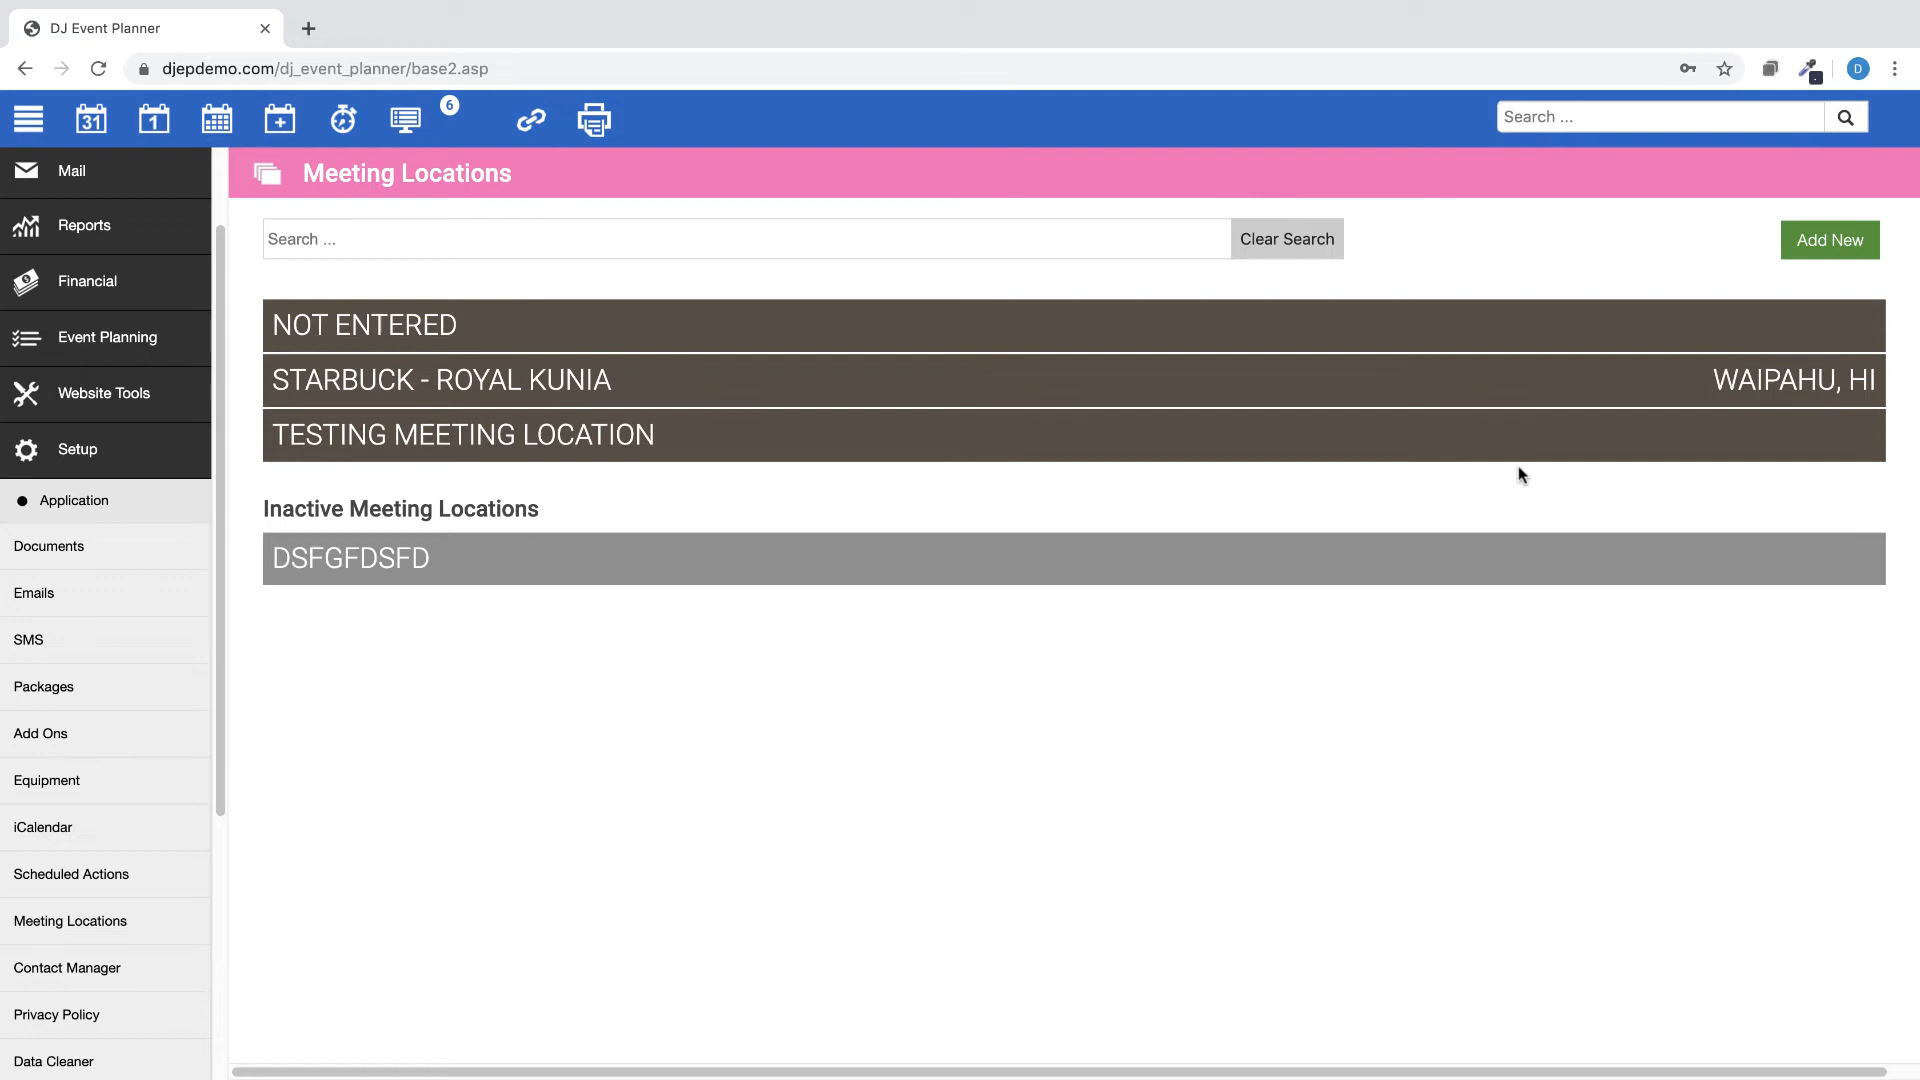 DJ Event Planner
djepdemo.com/dj_event_planner/base2.asp
D
31
1
6
Search ...
Mail
Reports
Financial
Event Planning
Website Tools
Setup
Application
Documents
Emails
SMS
Packages
Add Ons
Equipment
iCalendar
Scheduled Actions
Meeting Locations
Contact Manager
Privacy Policy
Data Cleaner
Meeting Locations
Search ...
Clear Search
Add New
NOT ENTERED
STARBUCK - ROYAL KUNIA WAIPAHU, HI
TESTING MEETING LOCATION
Inactive Meeting Locations
DSFGFDSFD